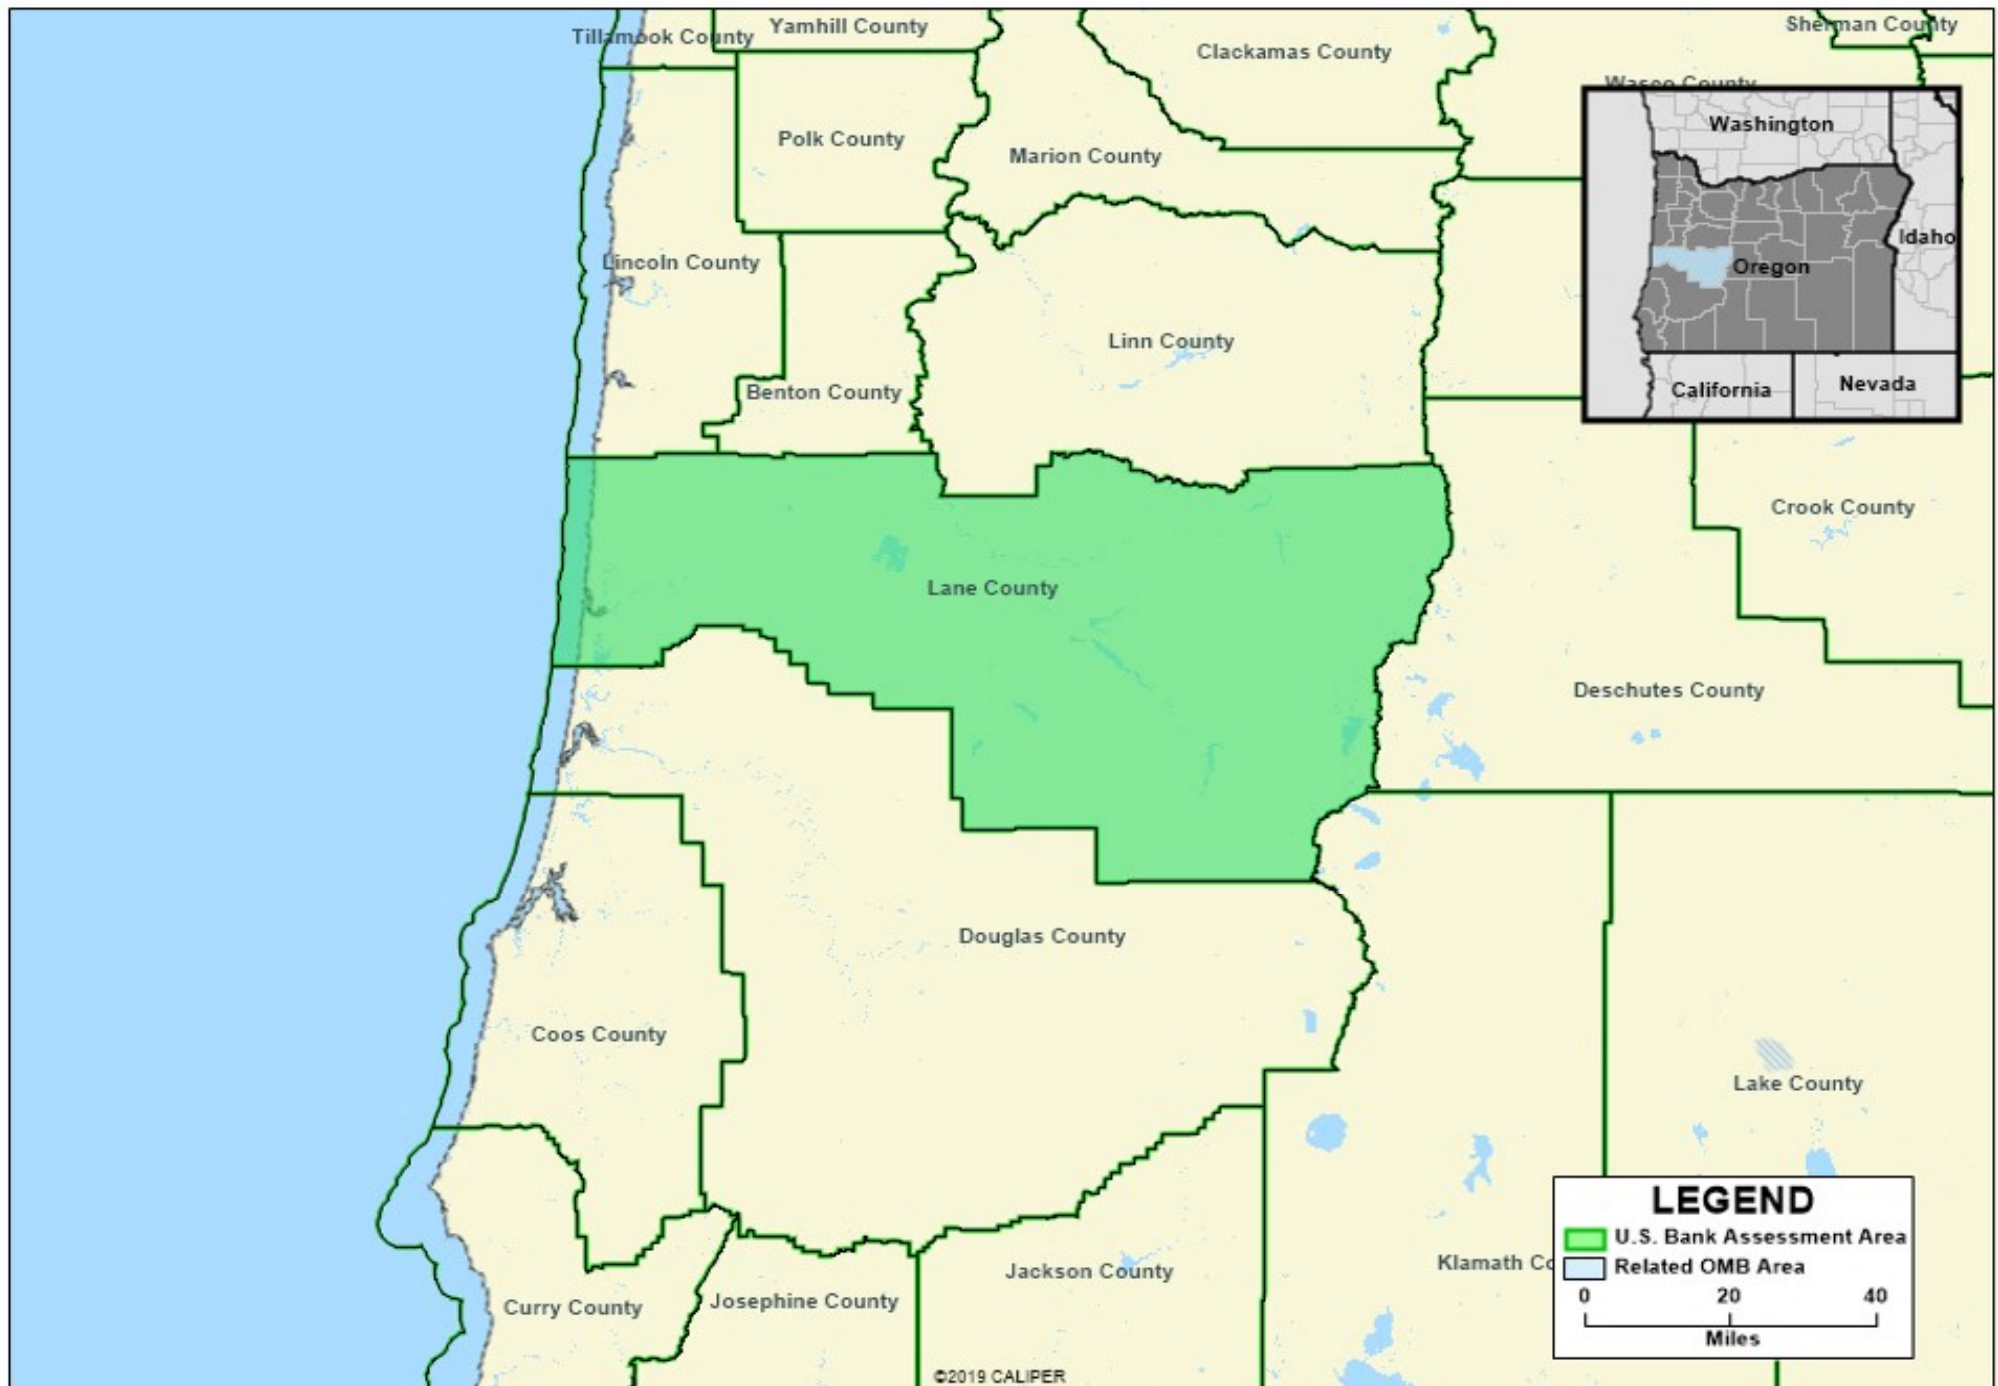 Tillamook County
Yamhill County
Clackamas County
Sherman County
Wasco County
Polk County
Marion County
Washington
Lincoln County
Idaho
Oregon
Linn County
Benton County
California
Nevada
Crook County
Lane County
Deschutes County
Douglas County
Coos County
Lake County
LEGEND
U.S. Bank Assessment Area
Related OMB Area
0 20 40
Miles
Klamath Co
Jackson County
Josephine County
Curry County
©2019 CALIPER